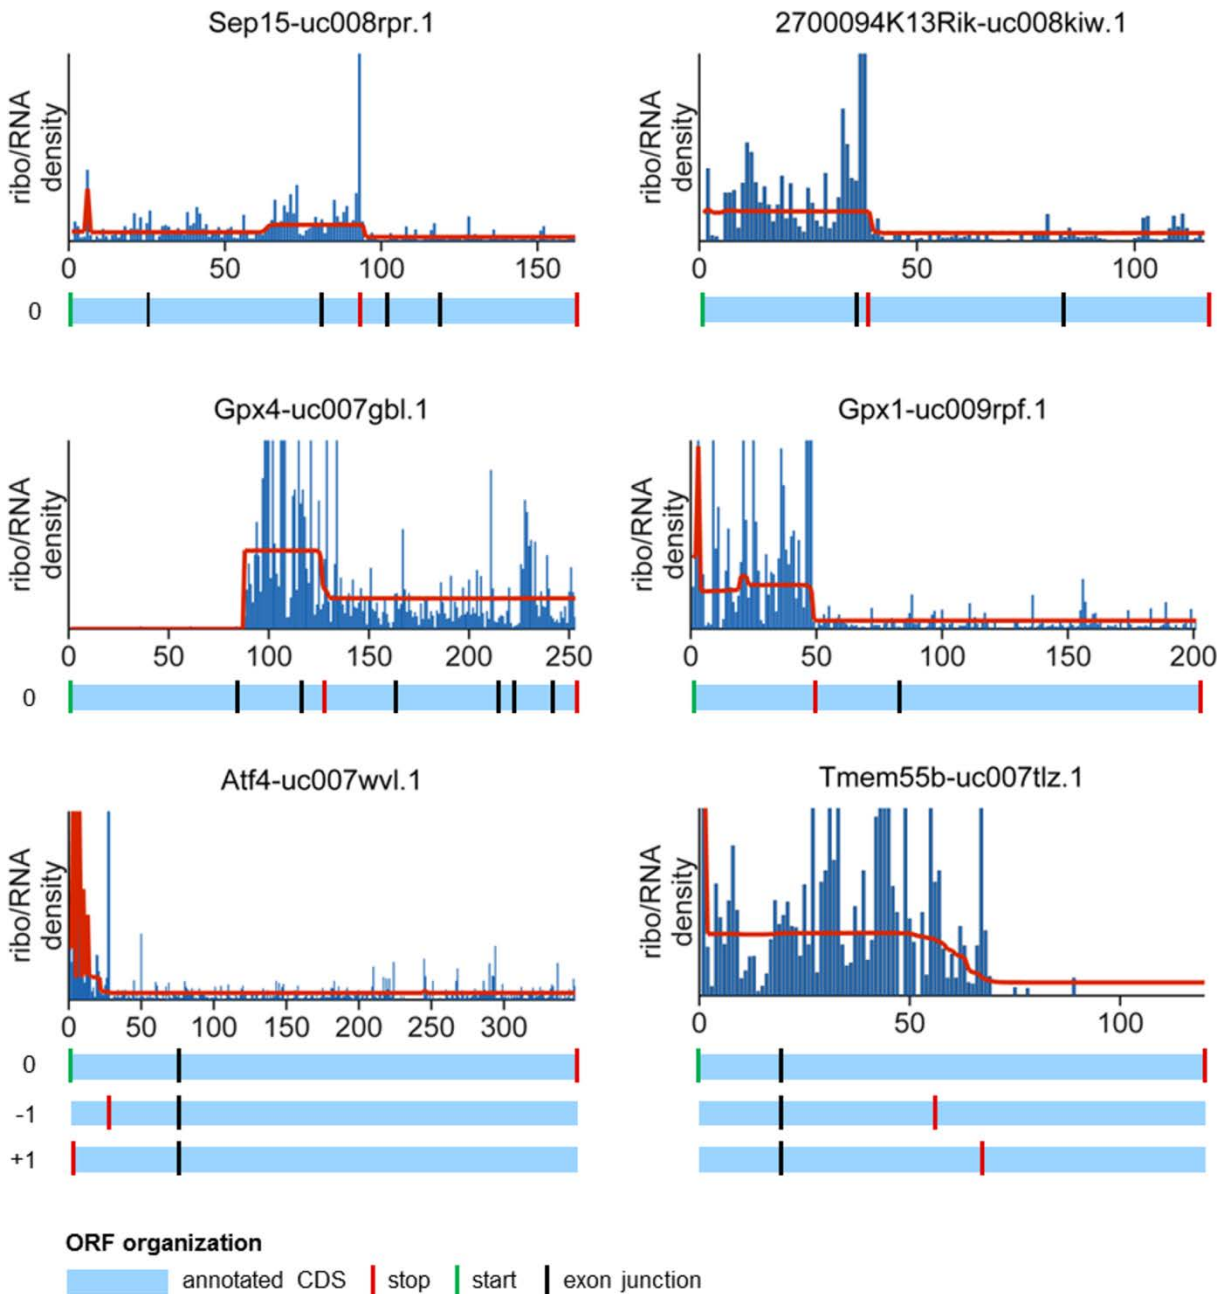 Sep15-uc008rpr.1
2700094K13Rik-uc008kiw.1
ribo/RNA
density
ribo/RNA
density
0 50 100 150
0 50 100
0
Gpx4-uc007gbl.1
Gpx1-uc009rpf.1
ribo/RNA
density
ribo/RNA
density
0 50 100 150 200 250
0 50 100 150 200
0
Atf4-uc007wvl.1
Tmem55b-uc007tlz.1
ribo/RNA
density
ribo/RNA
density
0 50 100 150 200 250 300
0 50 100
0
-1
+1
ORF organization
annotated CDS stop start exon junction